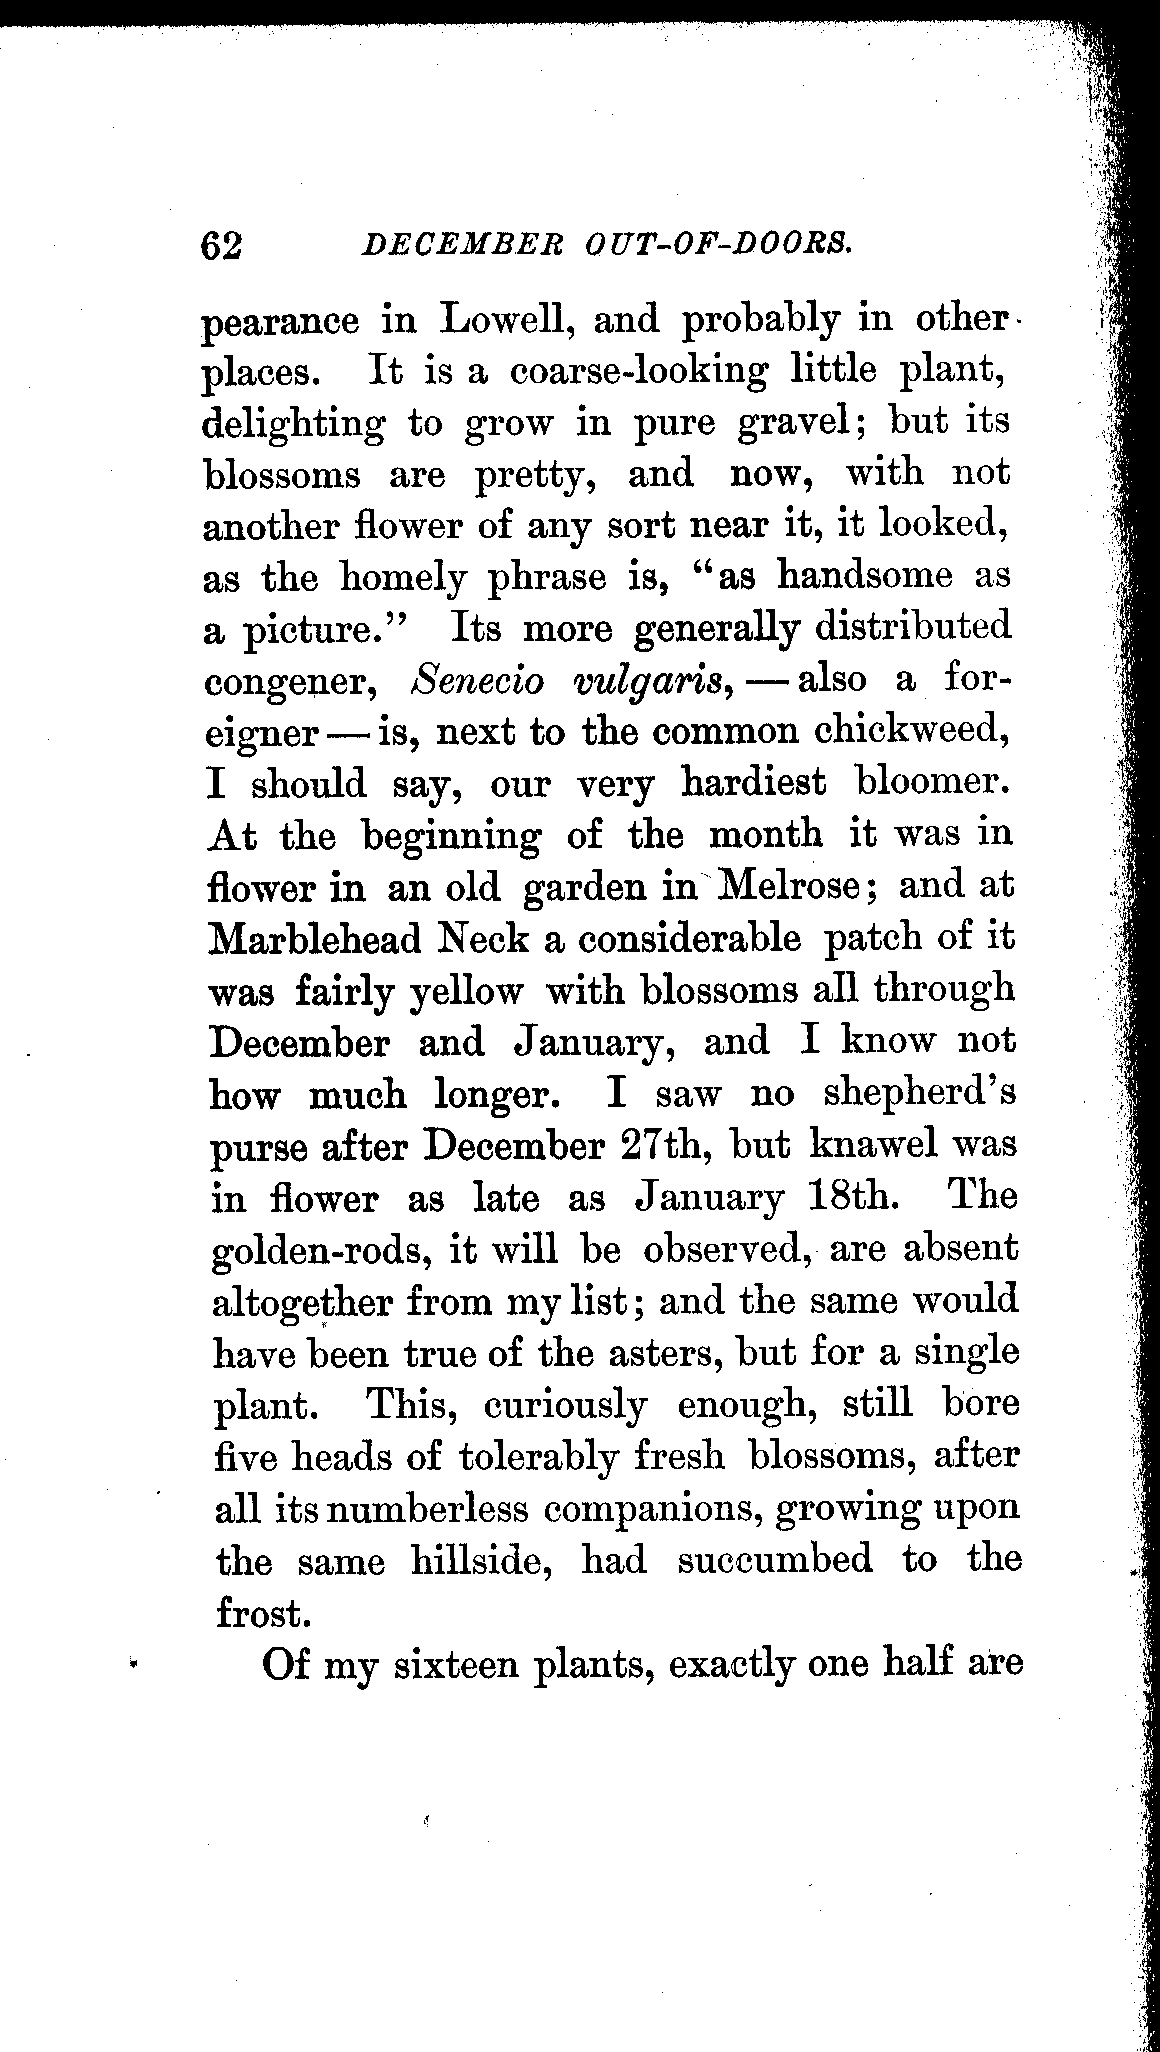 62 DECEMBER OUT-OF-DOORS.
pearance in Lowell, and probably in other
places. It is a coarse-looking little plant,
delighting to grow in pure gravel; but its
blossoms are pretty, and now, with not
another flower of any sort near it, it looked,
as the homely phrase is, "as handsome as
a picture." Its more generally distributed
congener, Senecio vulgaris, — also a for-
eigner — is, next to the common chickweed,
I should say, our very hardiest bloomer.
At the beginning of the month it was in
flower in an old garden in Melrose; and at
Marblehead Neck a considerable patch of it
was fairly yellow with blossoms all through
December and January, and I know not
how much longer. I saw no shepherd's
purse after December 27th, but knawel was
in flower as late as January 18th. The
golden-rods, it will be observed, are absent
altogether from my list; and the same would
have been true of the asters, but for a single
plant. This, curiously enough, still bore
five heads of tolerably fresh blossoms, after
all its numberless companions, growing upon
the same hillside, had succumbed to the
frost.
Of my sixteen plants, exactly one half are